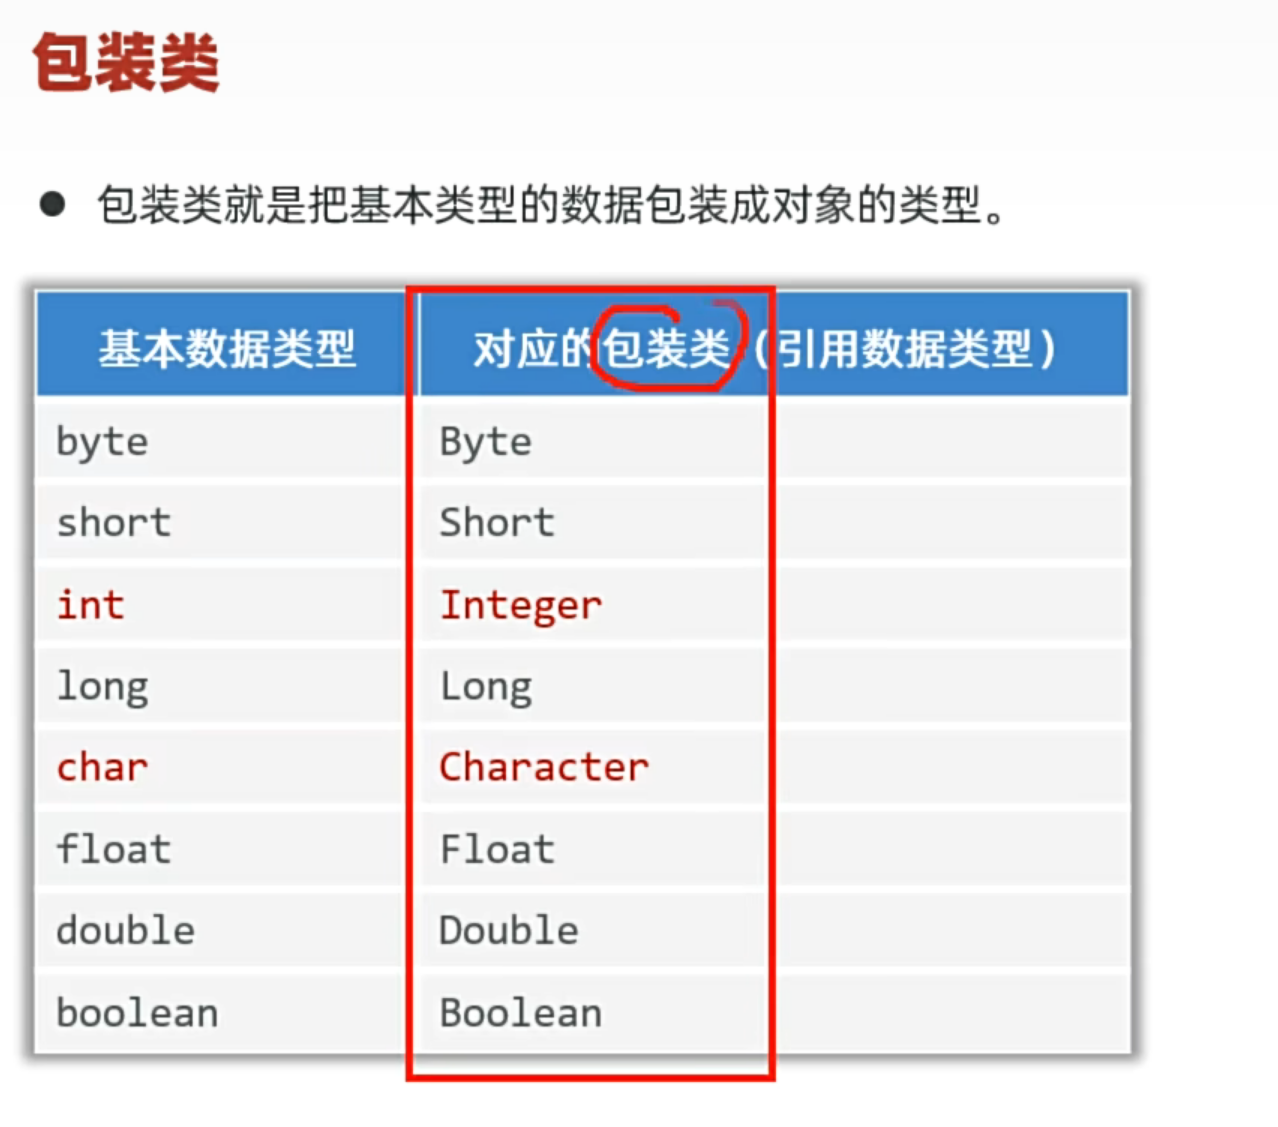 包装类
包装类就是把基本类型的数据包装成对象的类型。
基本数据类型 对应的包装类（引用数据类型）
byte Byte
short Short
int Integer
long Long
char Character
float Float
double Double
boolean Boolean